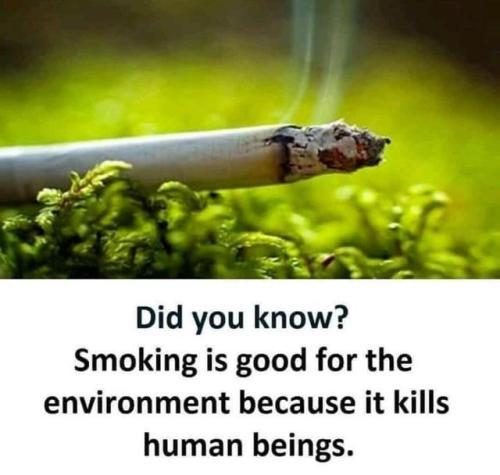 Did you know?
Smoking is good for the
environment because it kills
human beings.